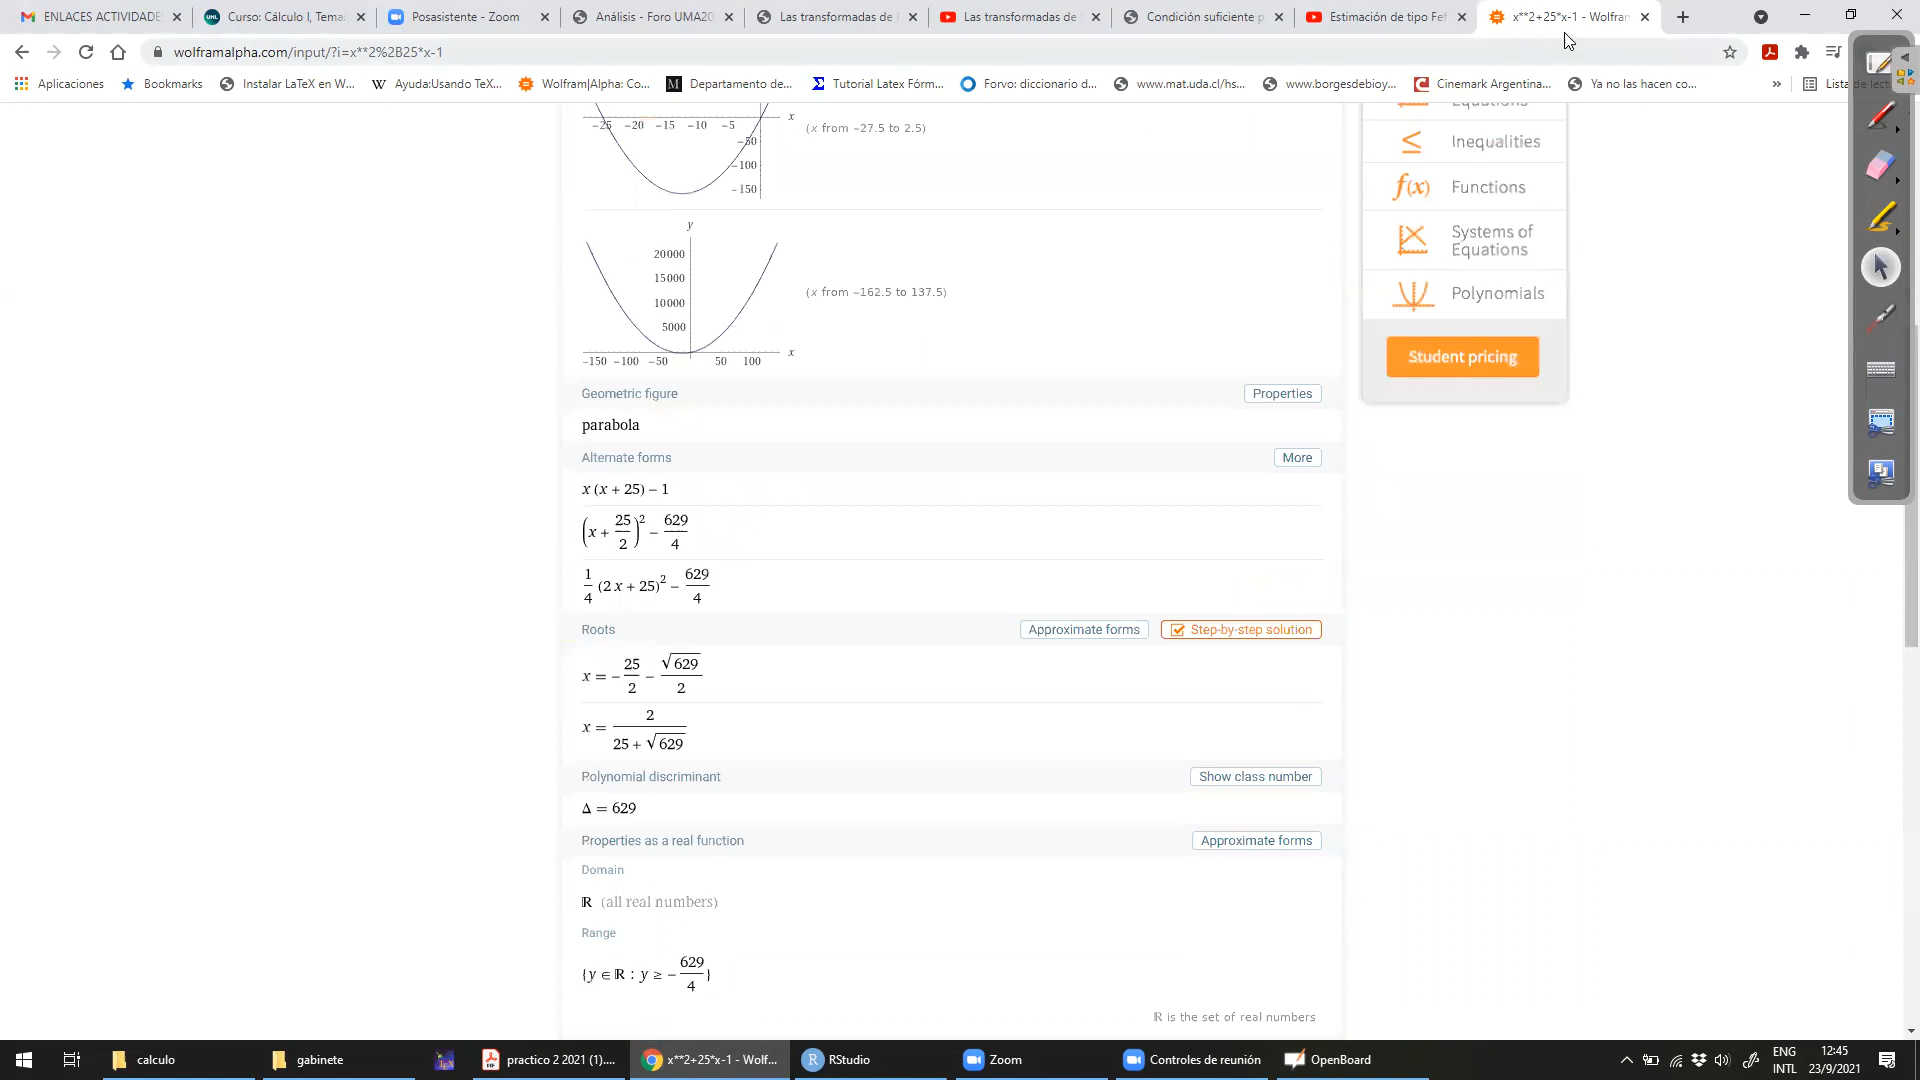 ENLACES ACTIVIDADE
Curso: Cálculo I, Tema:
Posasistente - Zoom
Análisis - Foro UMA20
Las transformadas de
Las transformadas de
Condición suficiente p
Estimación de tipo Fef
x**2+25*x-1 - Wolfram
wolframalpha.com/input/?i=x**2%2B25*x-1
Aplicaciones
Bookmarks
Instalar LaTeX en W...
Ayuda:Usando TeX...
Wolfram|Alpha: Co...
Departamento de...
Tutorial Latex Fórm...
Forvo: diccionario d...
www.mat.uda.cl/hs...
www.borgesdebioy...
Cinemark Argentina...
Ya no las hacen co...
»
Lista de lect
-25 -20 -15 -10 -5 x
-50
-100
-150
(x from -27.5 to 2.5)
y
20000
15000
10000
5000
-150 -100 -50 50 100 x
(x from -162.5 to 137.5)
Equations
≤ Inequalities
f(x) Functions
Systems of
Equations
Polynomials
Student pricing
Geometric figure
Properties
parabola
Alternate forms
More
x (x + 25) − 1
(x + 25/2)^2 − 629/4
1/4 (2 x + 25)^2 − 629/4
Roots
Approximate forms
Step-by-step solution
x = − 25/2 − √629/2
x = 2/(25 + √629)
Polynomial discriminant
Show class number
Δ = 629
Properties as a real function
Approximate forms
Domain
ℝ (all real numbers)
Range
{y ∈ ℝ : y ≥ − 629/4}
ℝ is the set of real numbers
calculo
gabinete
practico 2 2021 (1)....
x**2+25*x-1 - Wolf...
RStudio
Zoom
Controles de reunión
OpenBoard
ENG
INTL
12:45
23/9/2021